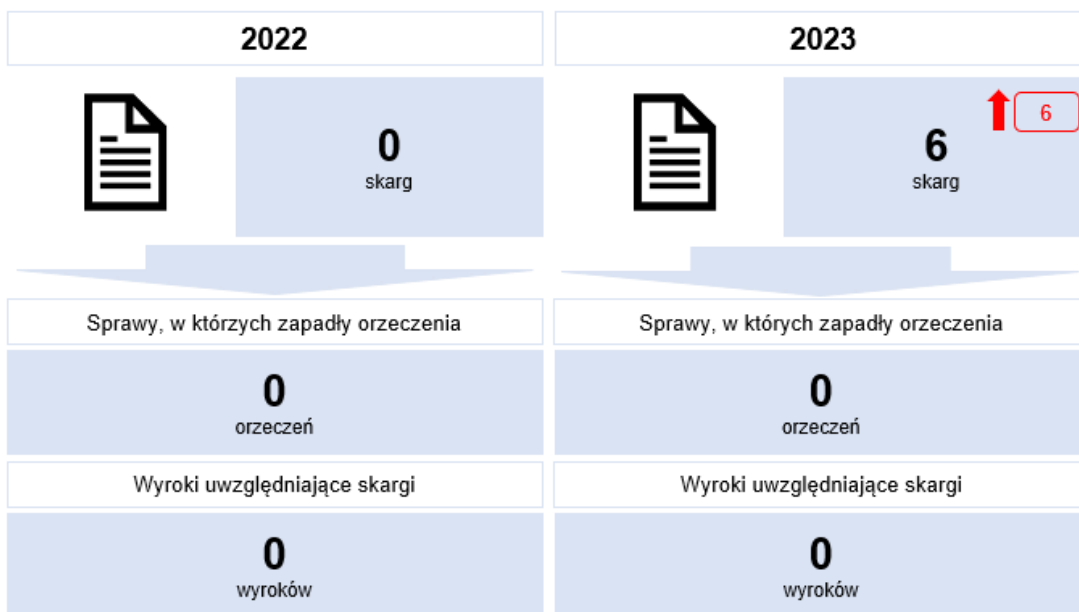 2022
0
skarg
Sprawy, w którzych zapadły orzeczenia
0
orzeczeń
Wyroki uwzględniające skargi
0
wyroków
2023
6
6
skarg
Sprawy, w których zapadły orzeczenia
0
orzeczeń
Wyroki uwzględniające skargi
0
wyroków